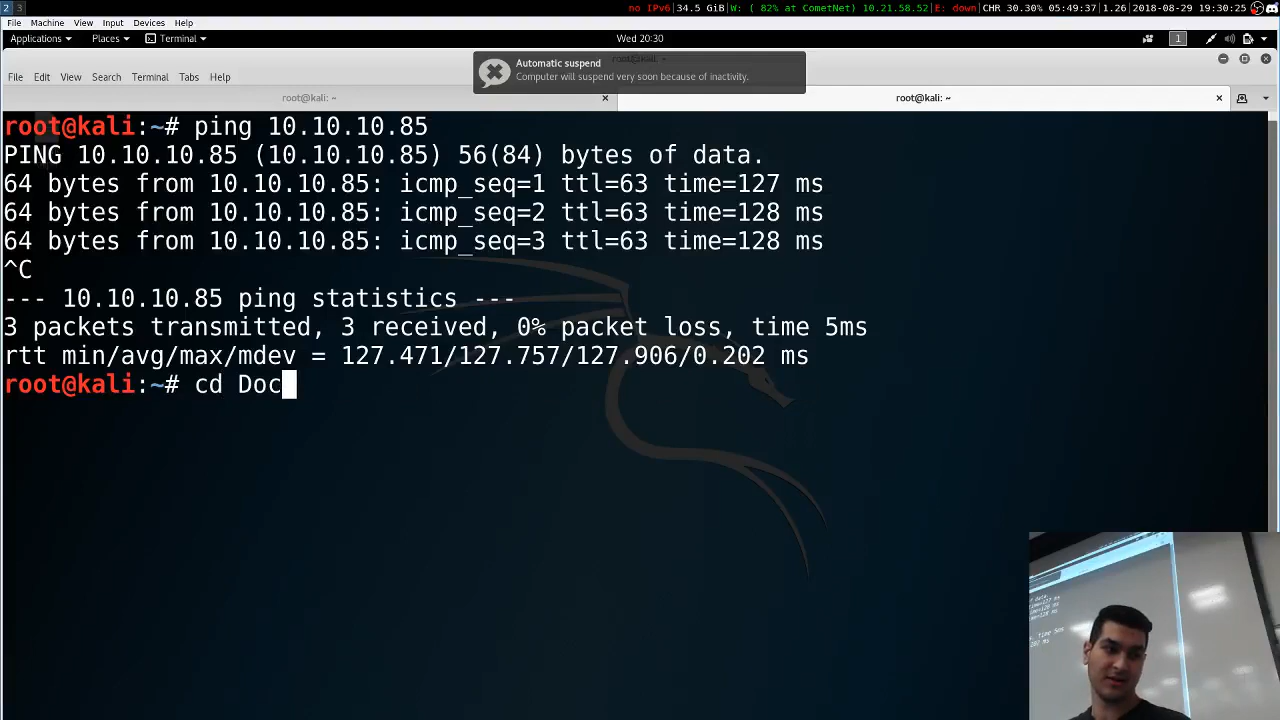 2 3 no IPv6|34.5 GiB|W: ( 82% at CometNet) 10.21.58.52|E: down|CHR 30.30% 05:49:37|1.26|2018-08-29 19:30:25
File Machine View Input Devices Help
Applications Places Terminal Wed 20:30 1
root@kali: ~
File Edit View Search Terminal Tabs Help
Automatic suspend
Computer will suspend very soon because of inactivity.
root@kali: ~ root@kali: ~
root@kali:~# ping 10.10.10.85
PING 10.10.10.85 (10.10.10.85) 56(84) bytes of data.
64 bytes from 10.10.10.85: icmp_seq=1 ttl=63 time=127 ms
64 bytes from 10.10.10.85: icmp_seq=2 ttl=63 time=128 ms
64 bytes from 10.10.10.85: icmp_seq=3 ttl=63 time=128 ms
^C
--- 10.10.10.85 ping statistics ---
3 packets transmitted, 3 received, 0% packet loss, time 5ms
rtt min/avg/max/mdev = 127.471/127.757/127.906/0.202 ms
root@kali:~# cd Doc